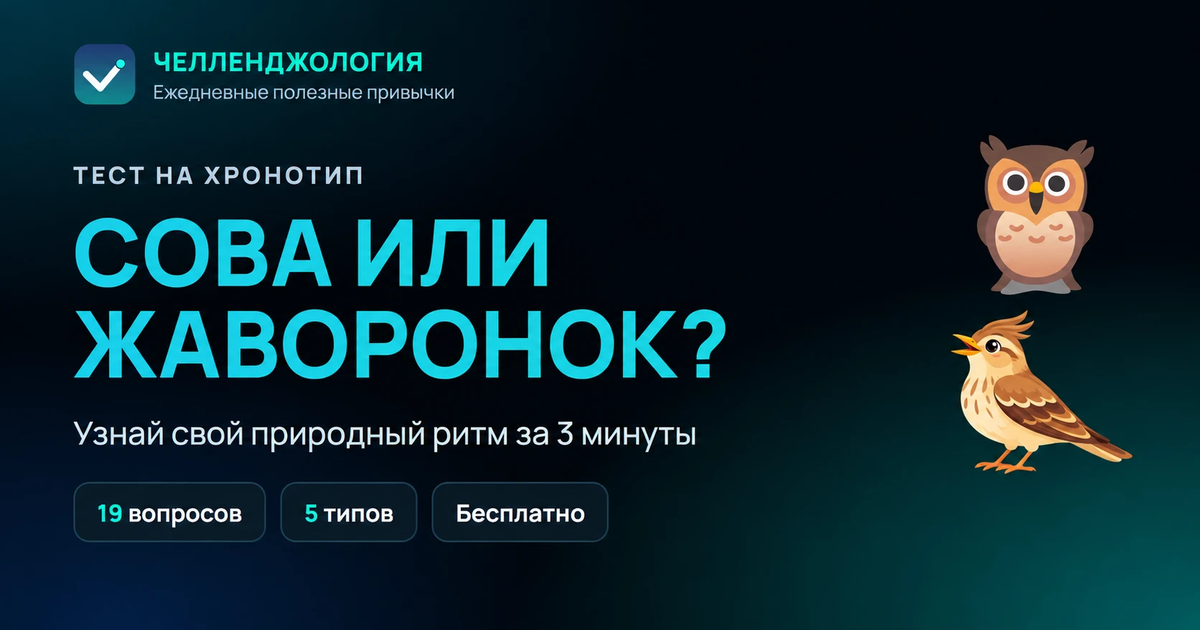 ЧЕЛЛЕНДЖОЛОГИЯ
Ежедневные полезные привычки
ТЕСТ НА ХРОНОТИП
СОВА ИЛИ
ЖАВОРОНОК?
Узнай свой природный ритм за 3 минуты
19 вопросов
5 типов
Бесплатно